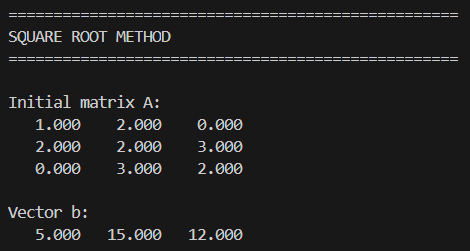 ==================================================
SQUARE ROOT METHOD
==================================================
Initial matrix A:
1.000 2.000 0.000
2.000 2.000 3.000
0.000 3.000 2.000
Vector b:
5.000 15.000 12.000